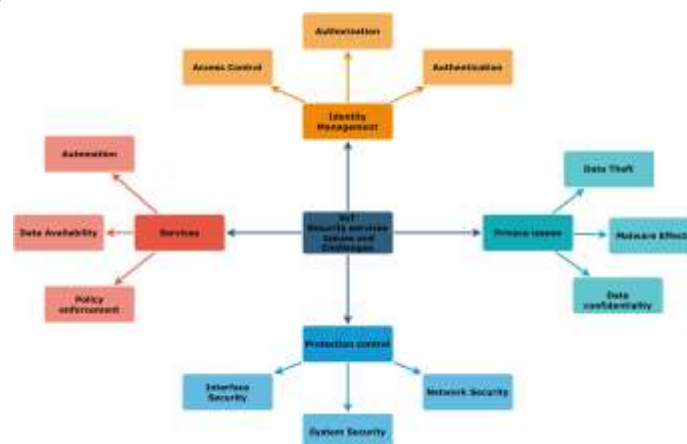 Authorization
Access Control
Authentication
Identity
Management
Automation
Data Theft
IoT
Security services
Issues and
Challenges
Data Availability
Services
Privacy issues
Malware Effect
Policy
enforcement
Data
confidentiality
Protection control
Interface
Security
Network Security
System Security